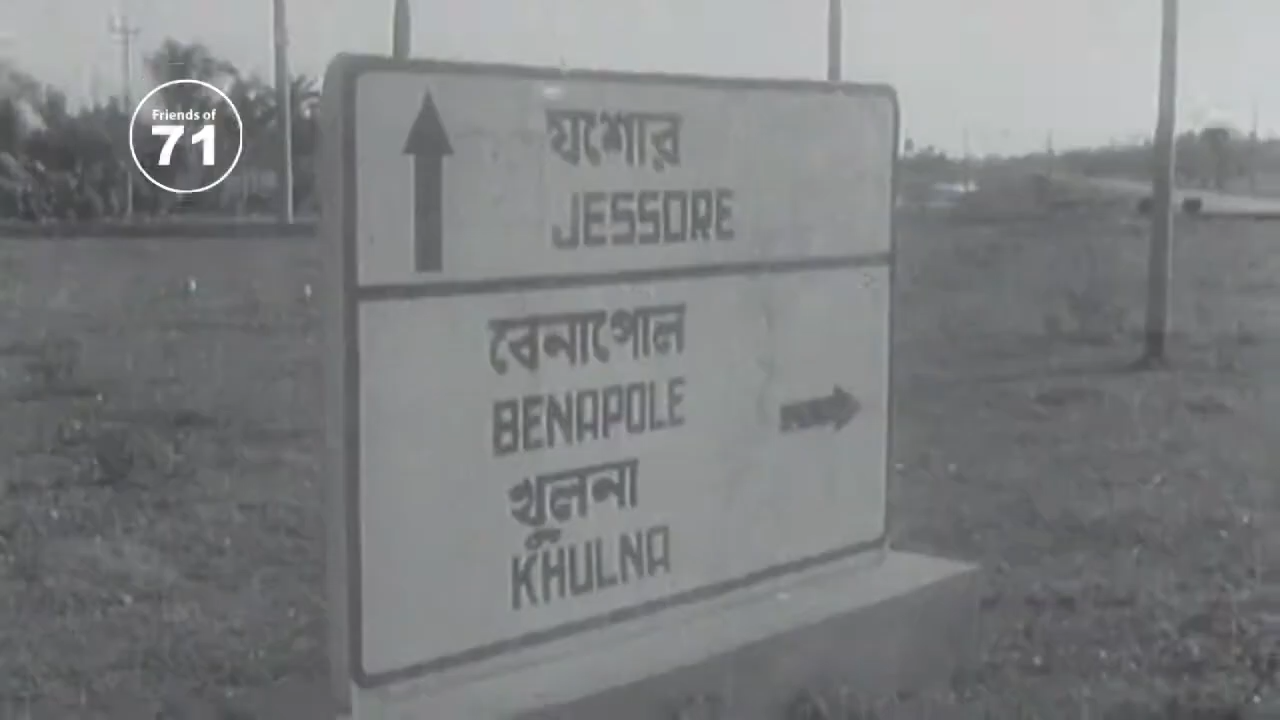 Friends of
71
যশোর
JESSORE
বেনাপোল
BENAPOLE
খুলনা
KHULNA